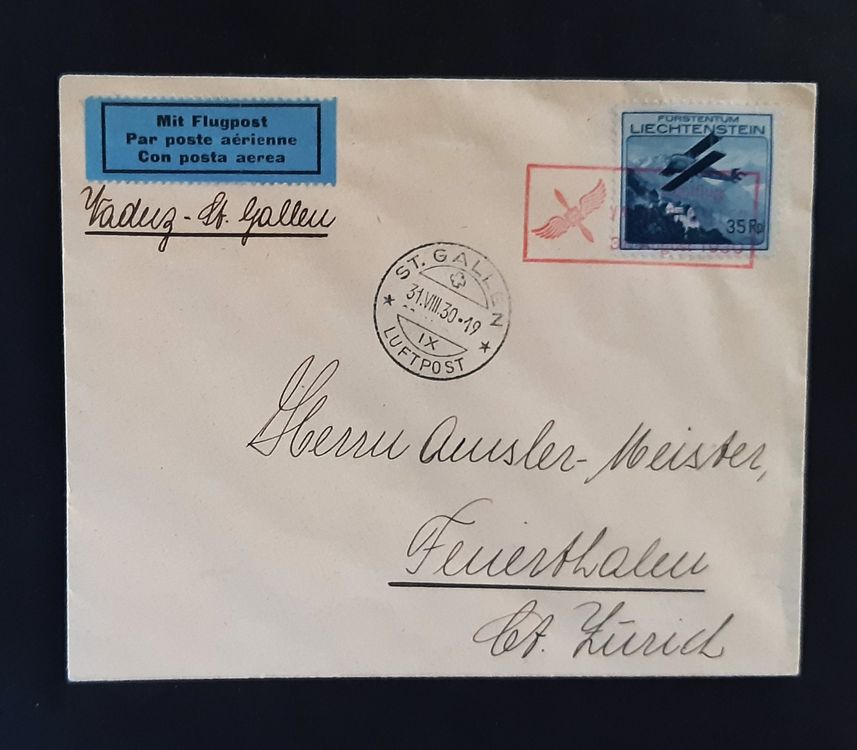 Mit Flugpost
Par poste aérienne
Con posta aerea
Vaduz - St. Gallen
FÜRSTENTUM
LIECHTENSTEIN
35 Rp
ST. GALLEN
31.VIII.30-19
IX
LUFTPOST
Herrn Amsler-Meister,
Feuerthalen
Ct. Zürich